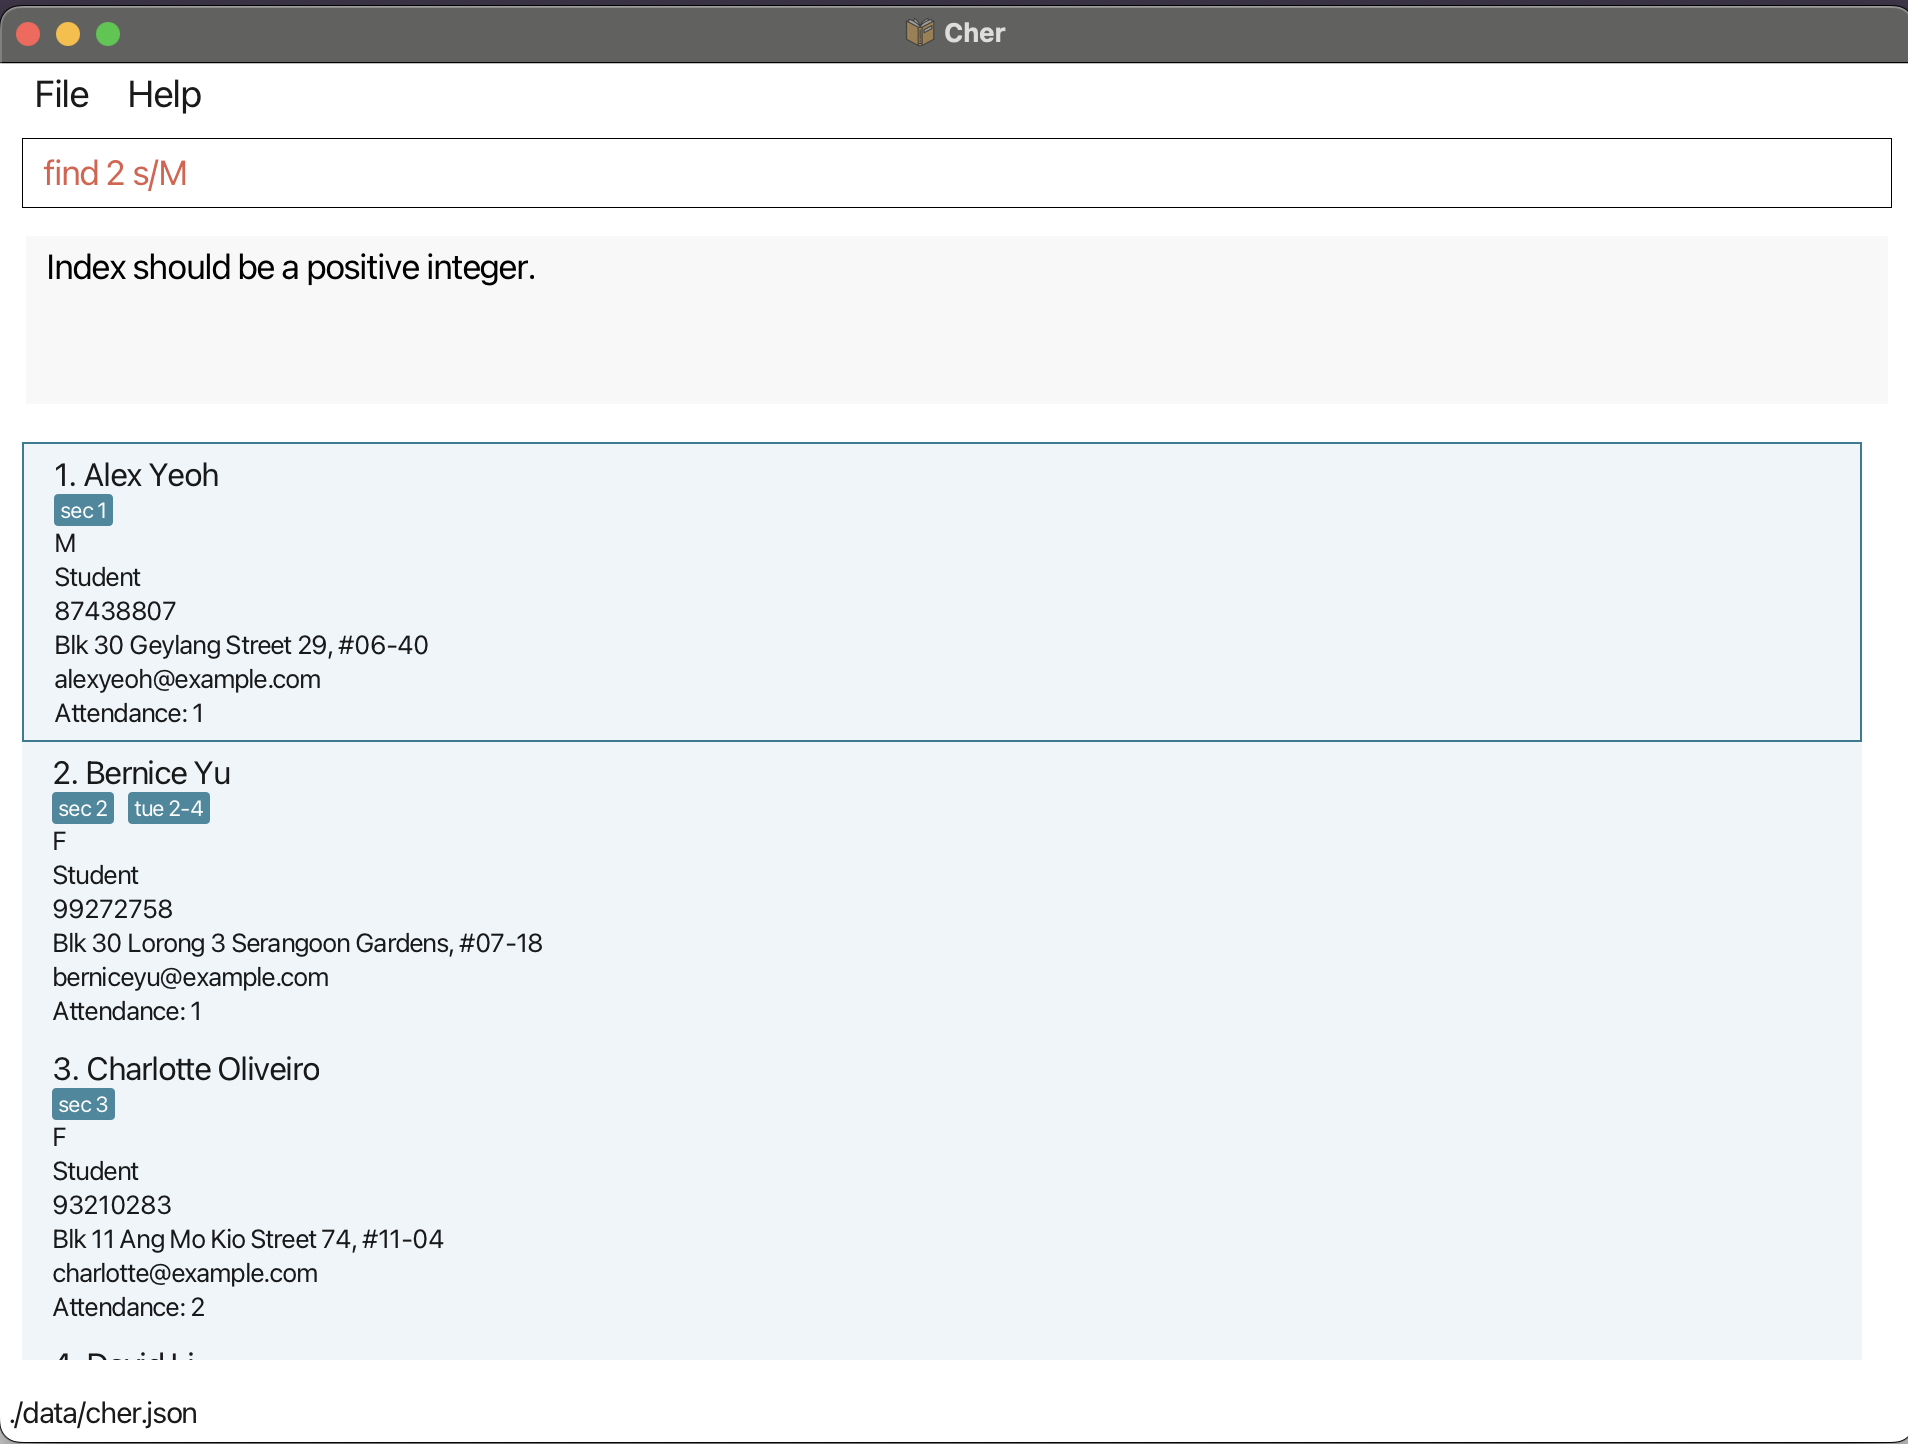 Cher
File Help
find 2 s/M
Index should be a positive integer.
1. Alex Yeoh
sec 1
M
Student
87438807
Blk 30 Geylang Street 29, #06-40
alexyeoh@example.com
Attendance: 1
2. Bernice Yu
sec 2 tue 2-4
F
Student
99272758
Blk 30 Lorong 3 Serangoon Gardens, #07-18
berniceyu@example.com
Attendance: 1
3. Charlotte Oliveiro
sec 3
F
Student
93210283
Blk 11 Ang Mo Kio Street 74, #11-04
charlotte@example.com
Attendance: 2
4. David Li
./data/cher.json